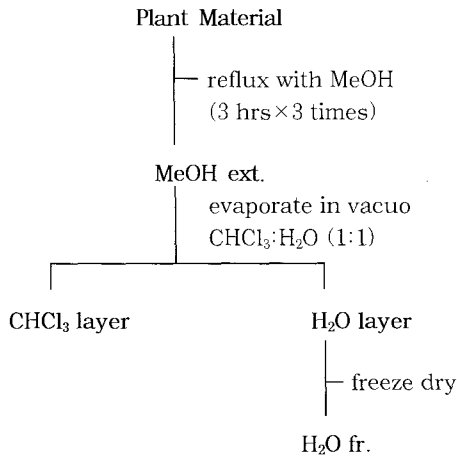 Plant Material
reflux with MeOH
(3 hrs×3 times)
MeOH ext.
evaporate in vacuo
CHCl₃:H₂O (1:1)
CHCl₃ layer
H₂O layer
freeze dry
H₂O fr.